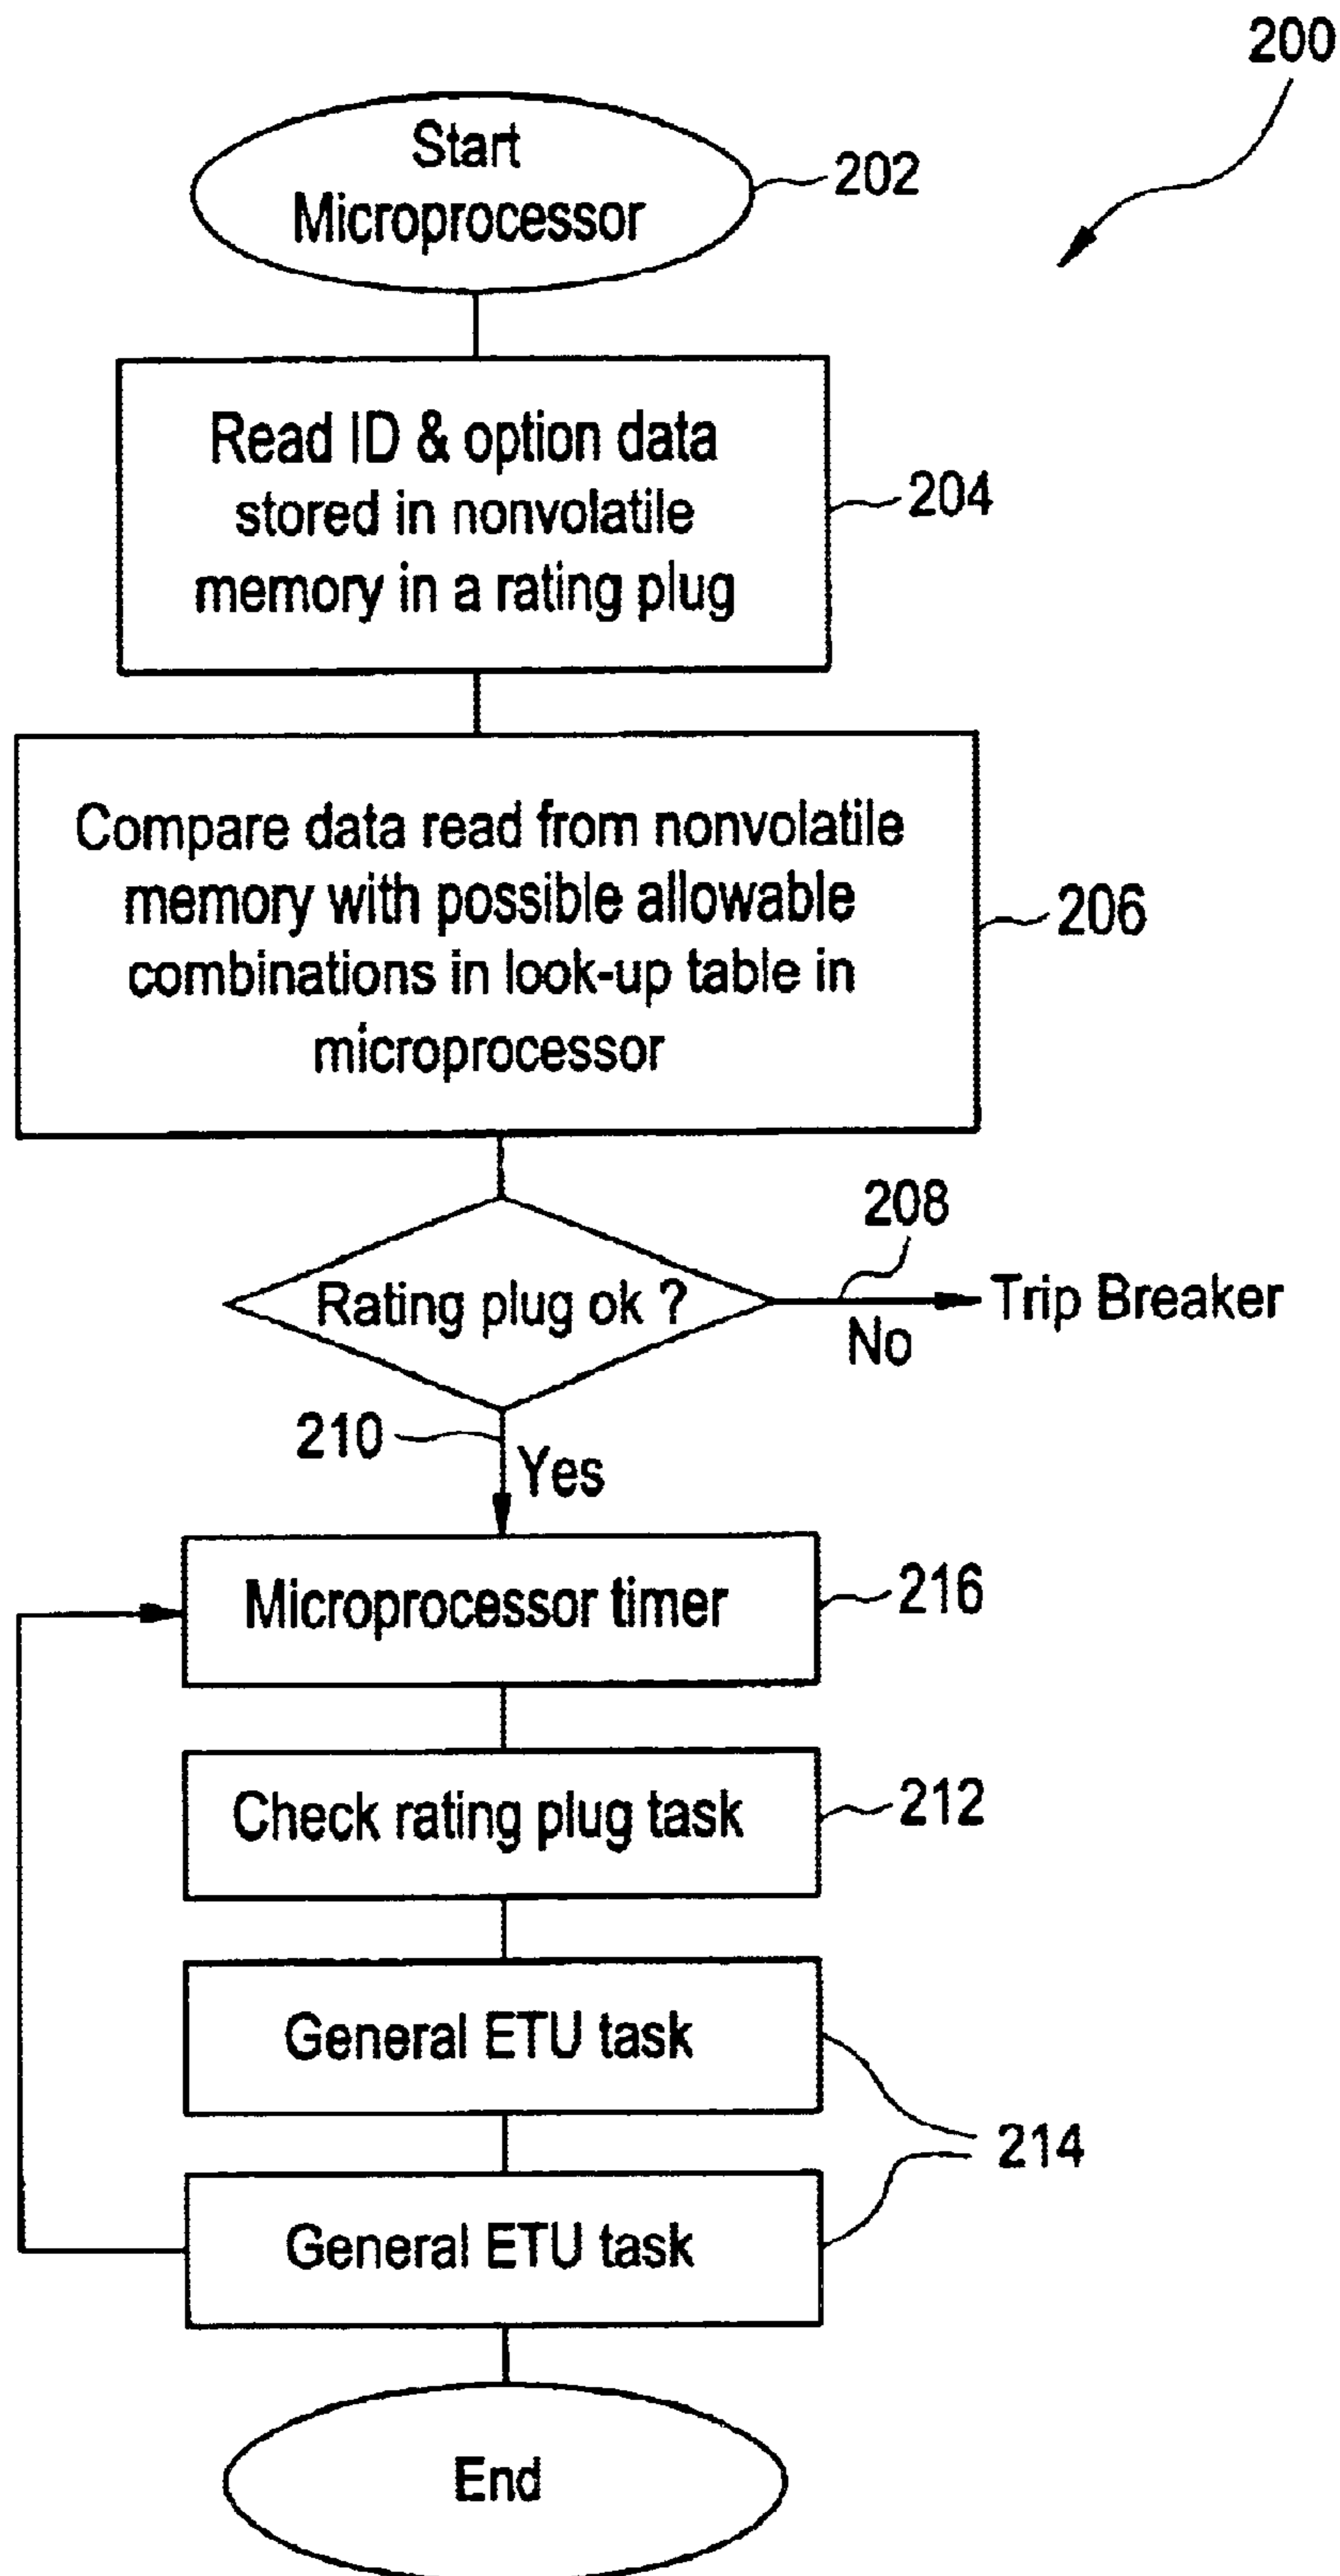 200
Start
Microprocessor
202
Read ID & option data
stored in nonvolatile
memory in a rating plug
204
Compare data read from nonvolatile
memory with possible allowable
combinations in look-up table in
microprocessor
206
208
Rating plug ok ?
No
Trip Breaker
210
Yes
Microprocessor timer
216
Check rating plug task
212
General ETU task
214
General ETU task
End